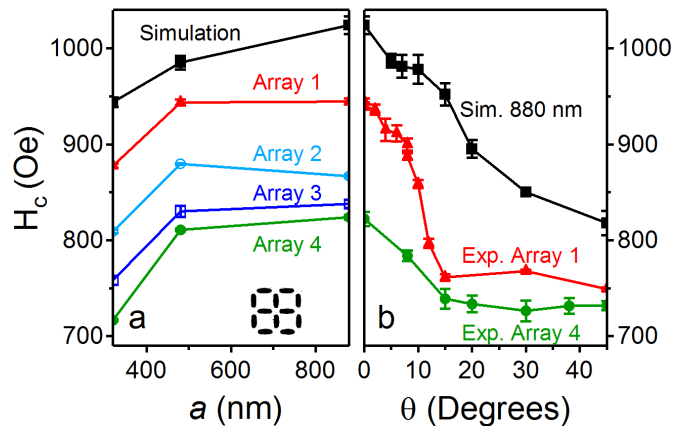 Simulation
Array 1
Array 2
Array 3
Array 4
a
H_c (Oe)
1000
900
800
700
400
600
800
a (nm)
Sim. 880 nm
Exp. Array 1
Exp. Array 4
b
0
10
20
30
40
θ (Degrees)
1000
900
800
700